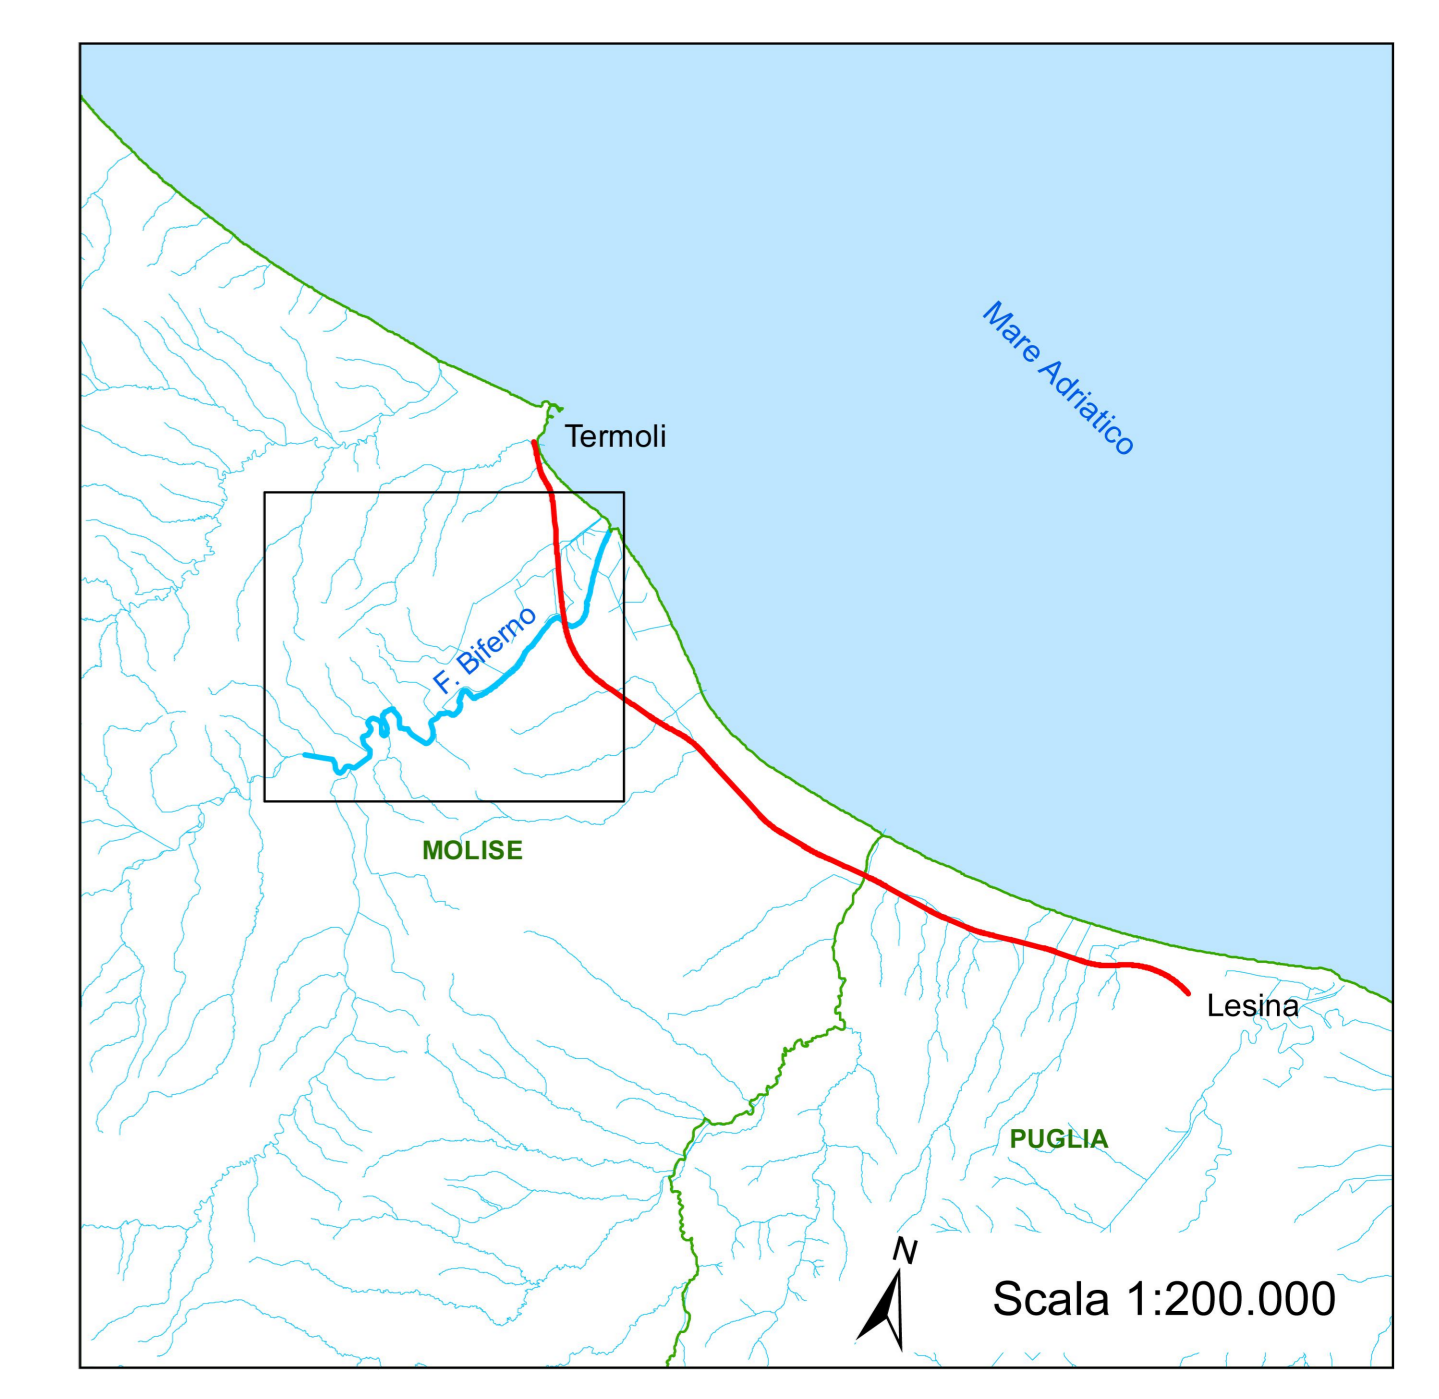 Mare Adriatico
Termoli
F. Biferno
MOLISE
Lesina
PUGLIA
N
Scala 1:200.000